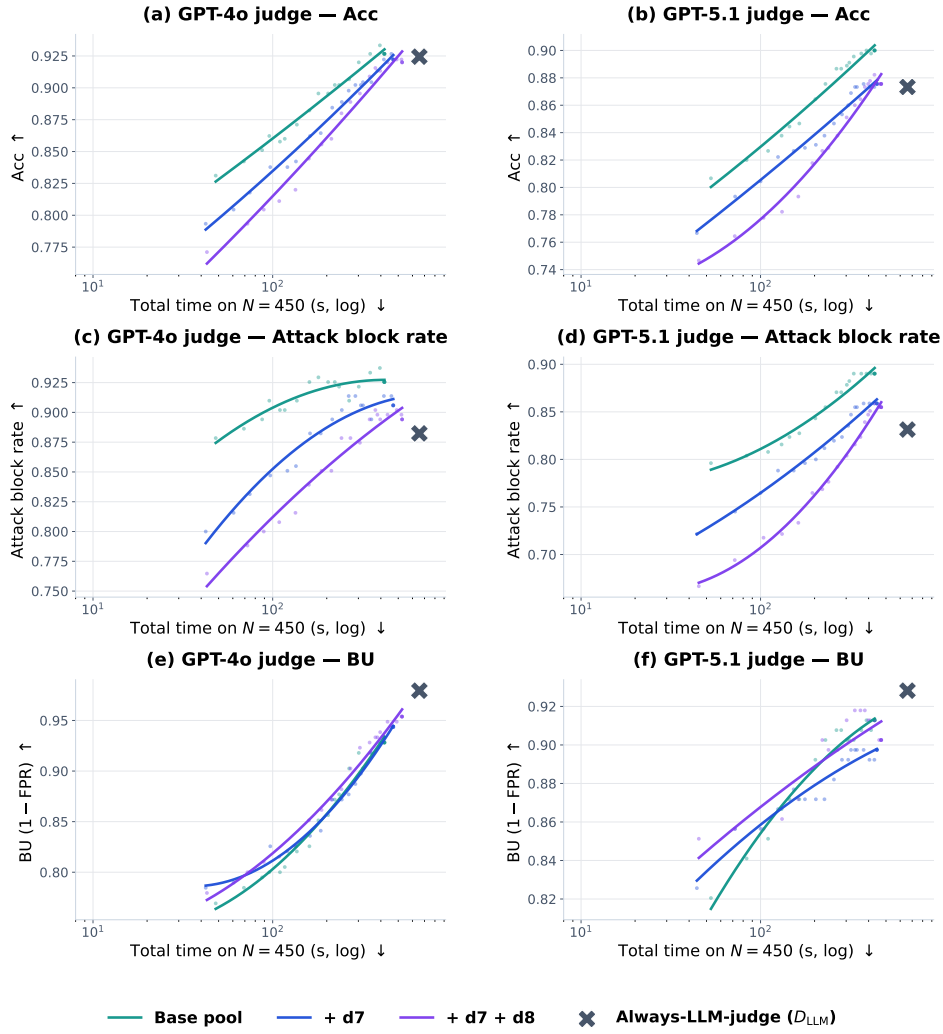 (a) GPT-4o judge — Acc
(b) GPT-5.1 judge — Acc
0.925
0.900
0.875
0.850
0.825
0.800
0.775
Acc ↑
10¹
10²
Total time on N = 450 (s, log) ↓
0.90
0.88
0.86
0.84
0.82
0.80
0.78
0.76
0.74
Acc ↑
10¹
10²
Total time on N = 450 (s, log) ↓
(c) GPT-4o judge — Attack block rate
(d) GPT-5.1 judge — Attack block rate
0.925
0.900
0.875
0.850
0.825
0.800
0.775
0.750
Attack block rate ↑
10¹
10²
Total time on N = 450 (s, log) ↓
0.90
0.85
0.80
0.75
0.70
Attack block rate ↑
10¹
10²
Total time on N = 450 (s, log) ↓
(e) GPT-4o judge — BU
(f) GPT-5.1 judge — BU
0.95
0.90
0.85
0.80
BU (1 − FPR) ↑
10¹
10²
Total time on N = 450 (s, log) ↓
0.92
0.90
0.88
0.86
0.84
0.82
BU (1 − FPR) ↑
10¹
10²
Total time on N = 450 (s, log) ↓
Base pool
+ d7
+ d7 + d8
Always-LLM-judge (D_LLM)